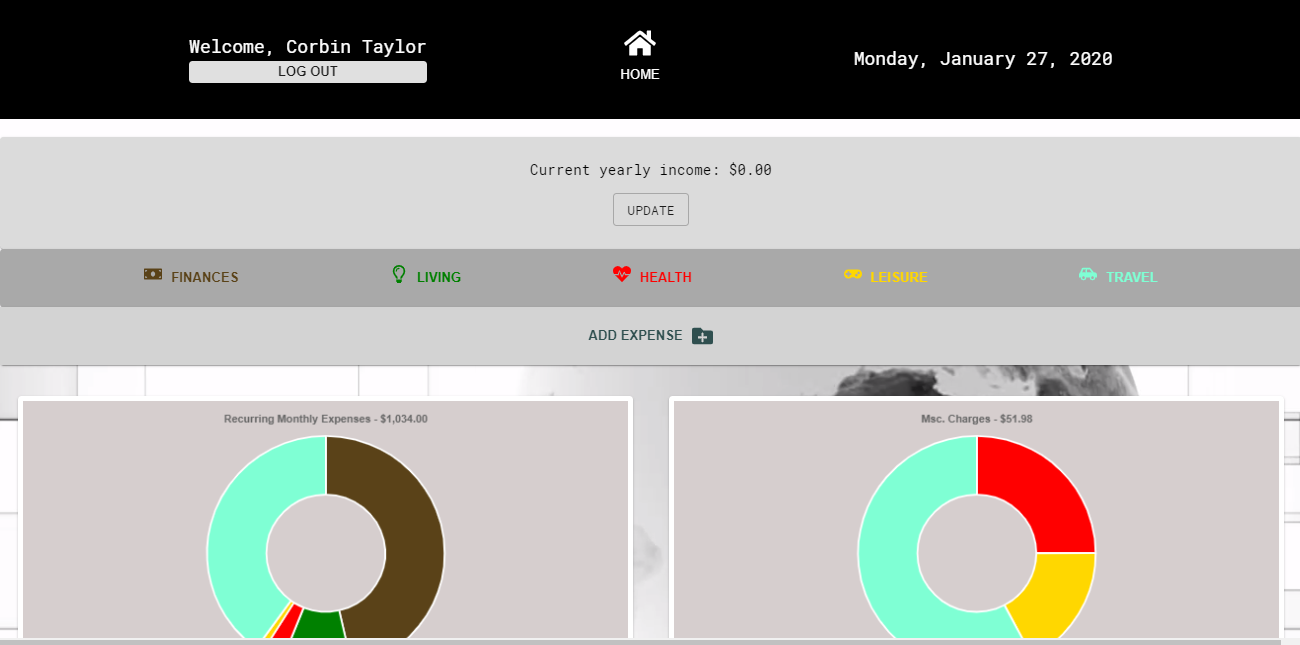 Welcome, Corbin Taylor
LOG OUT
HOME
Monday, January 27, 2020
Current yearly income: $0.00
UPDATE
FINANCES
LIVING
HEALTH
LEISURE
TRAVEL
ADD EXPENSE
Recurring Monthly Expenses - $1,034.00
Msc. Charges - $51.98